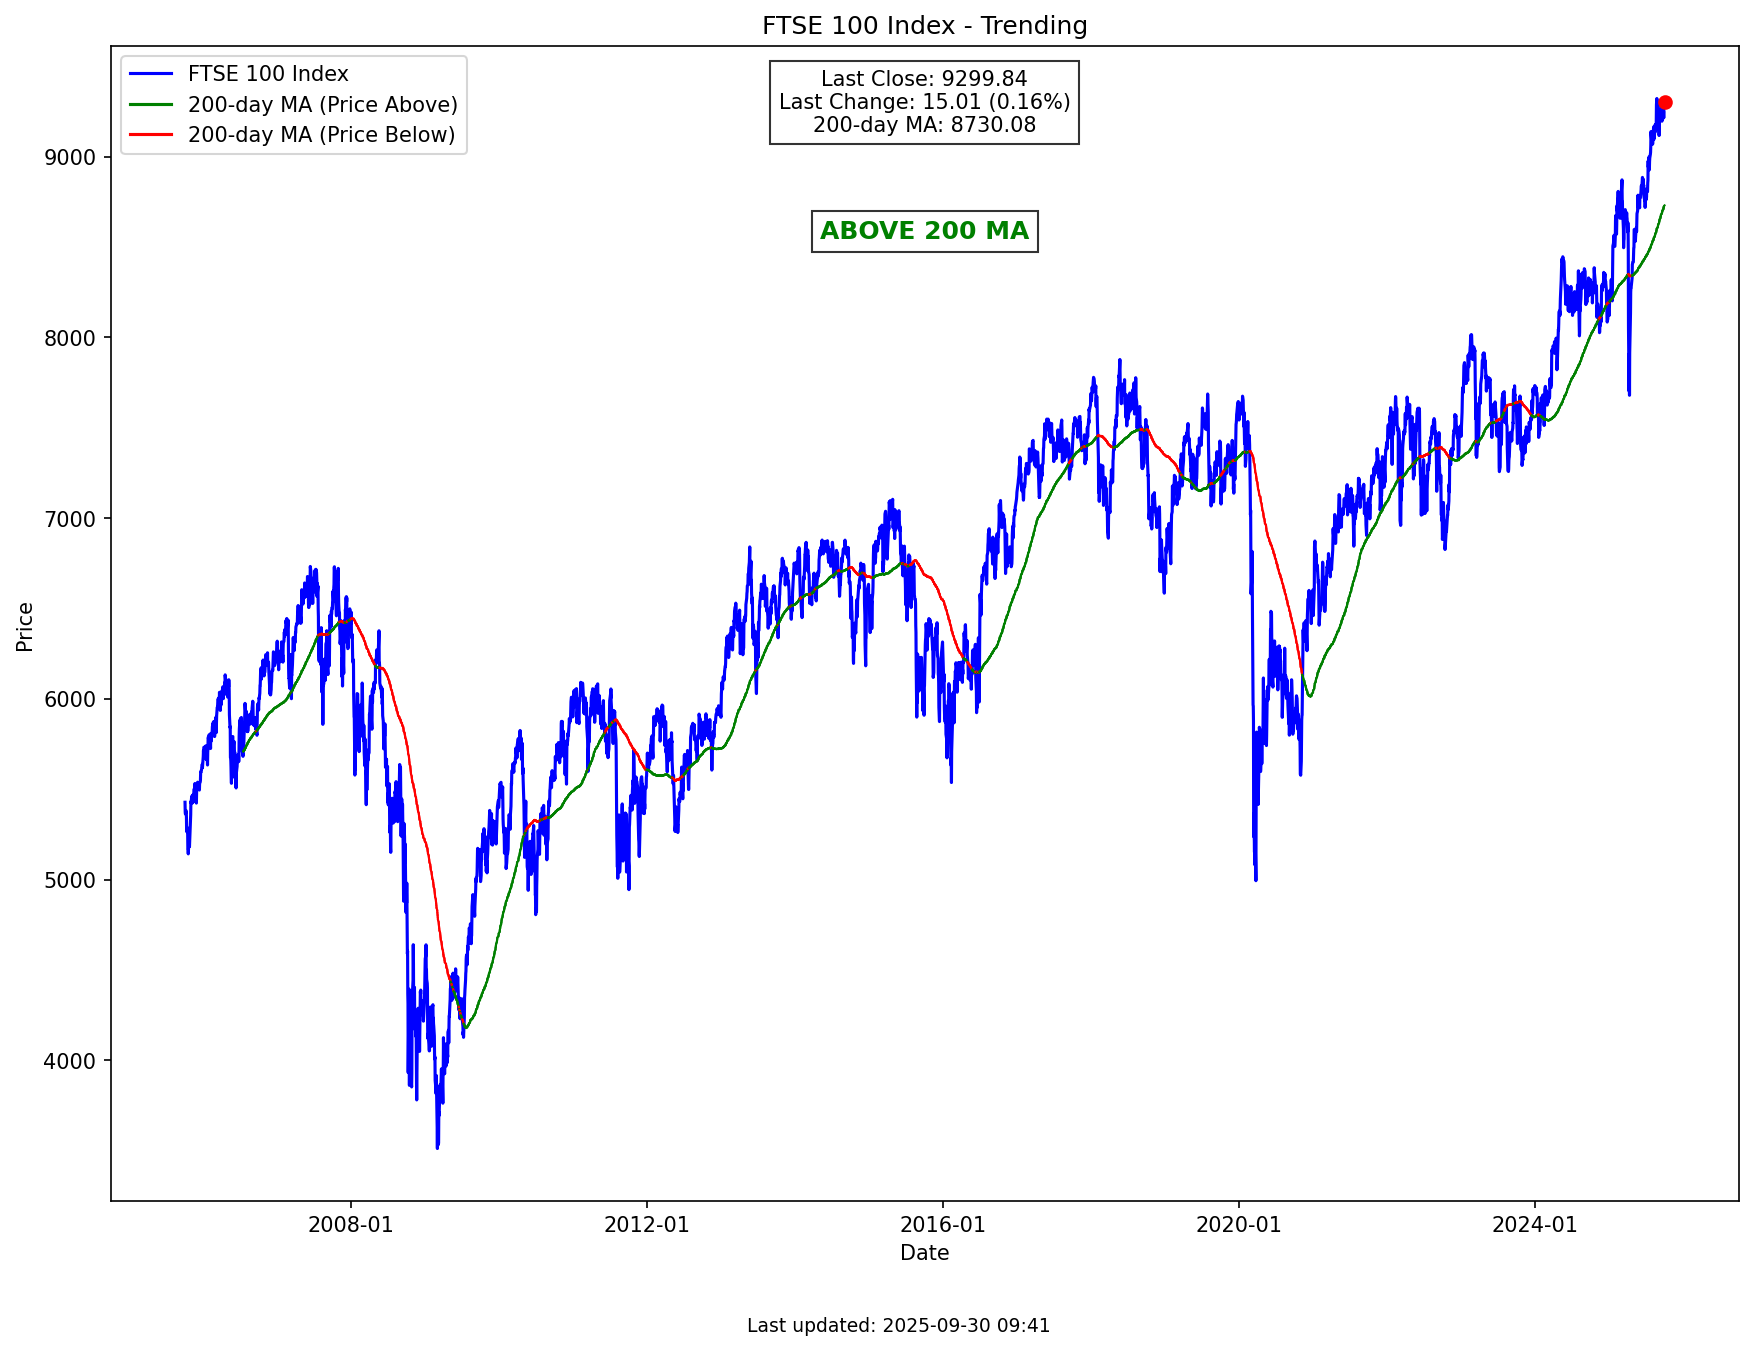 FTSE 100 Index - Trending
FTSE 100 Index
200-day MA (Price Above)
200-day MA (Price Below)
Last Close: 9299.84
Last Change: 15.01 (0.16%)
200-day MA: 8730.08
ABOVE 200 MA
Price
9000
8000
7000
6000
5000
4000
2008-01
2012-01
2016-01
2020-01
2024-01
Date
Last updated: 2025-09-30 09:41